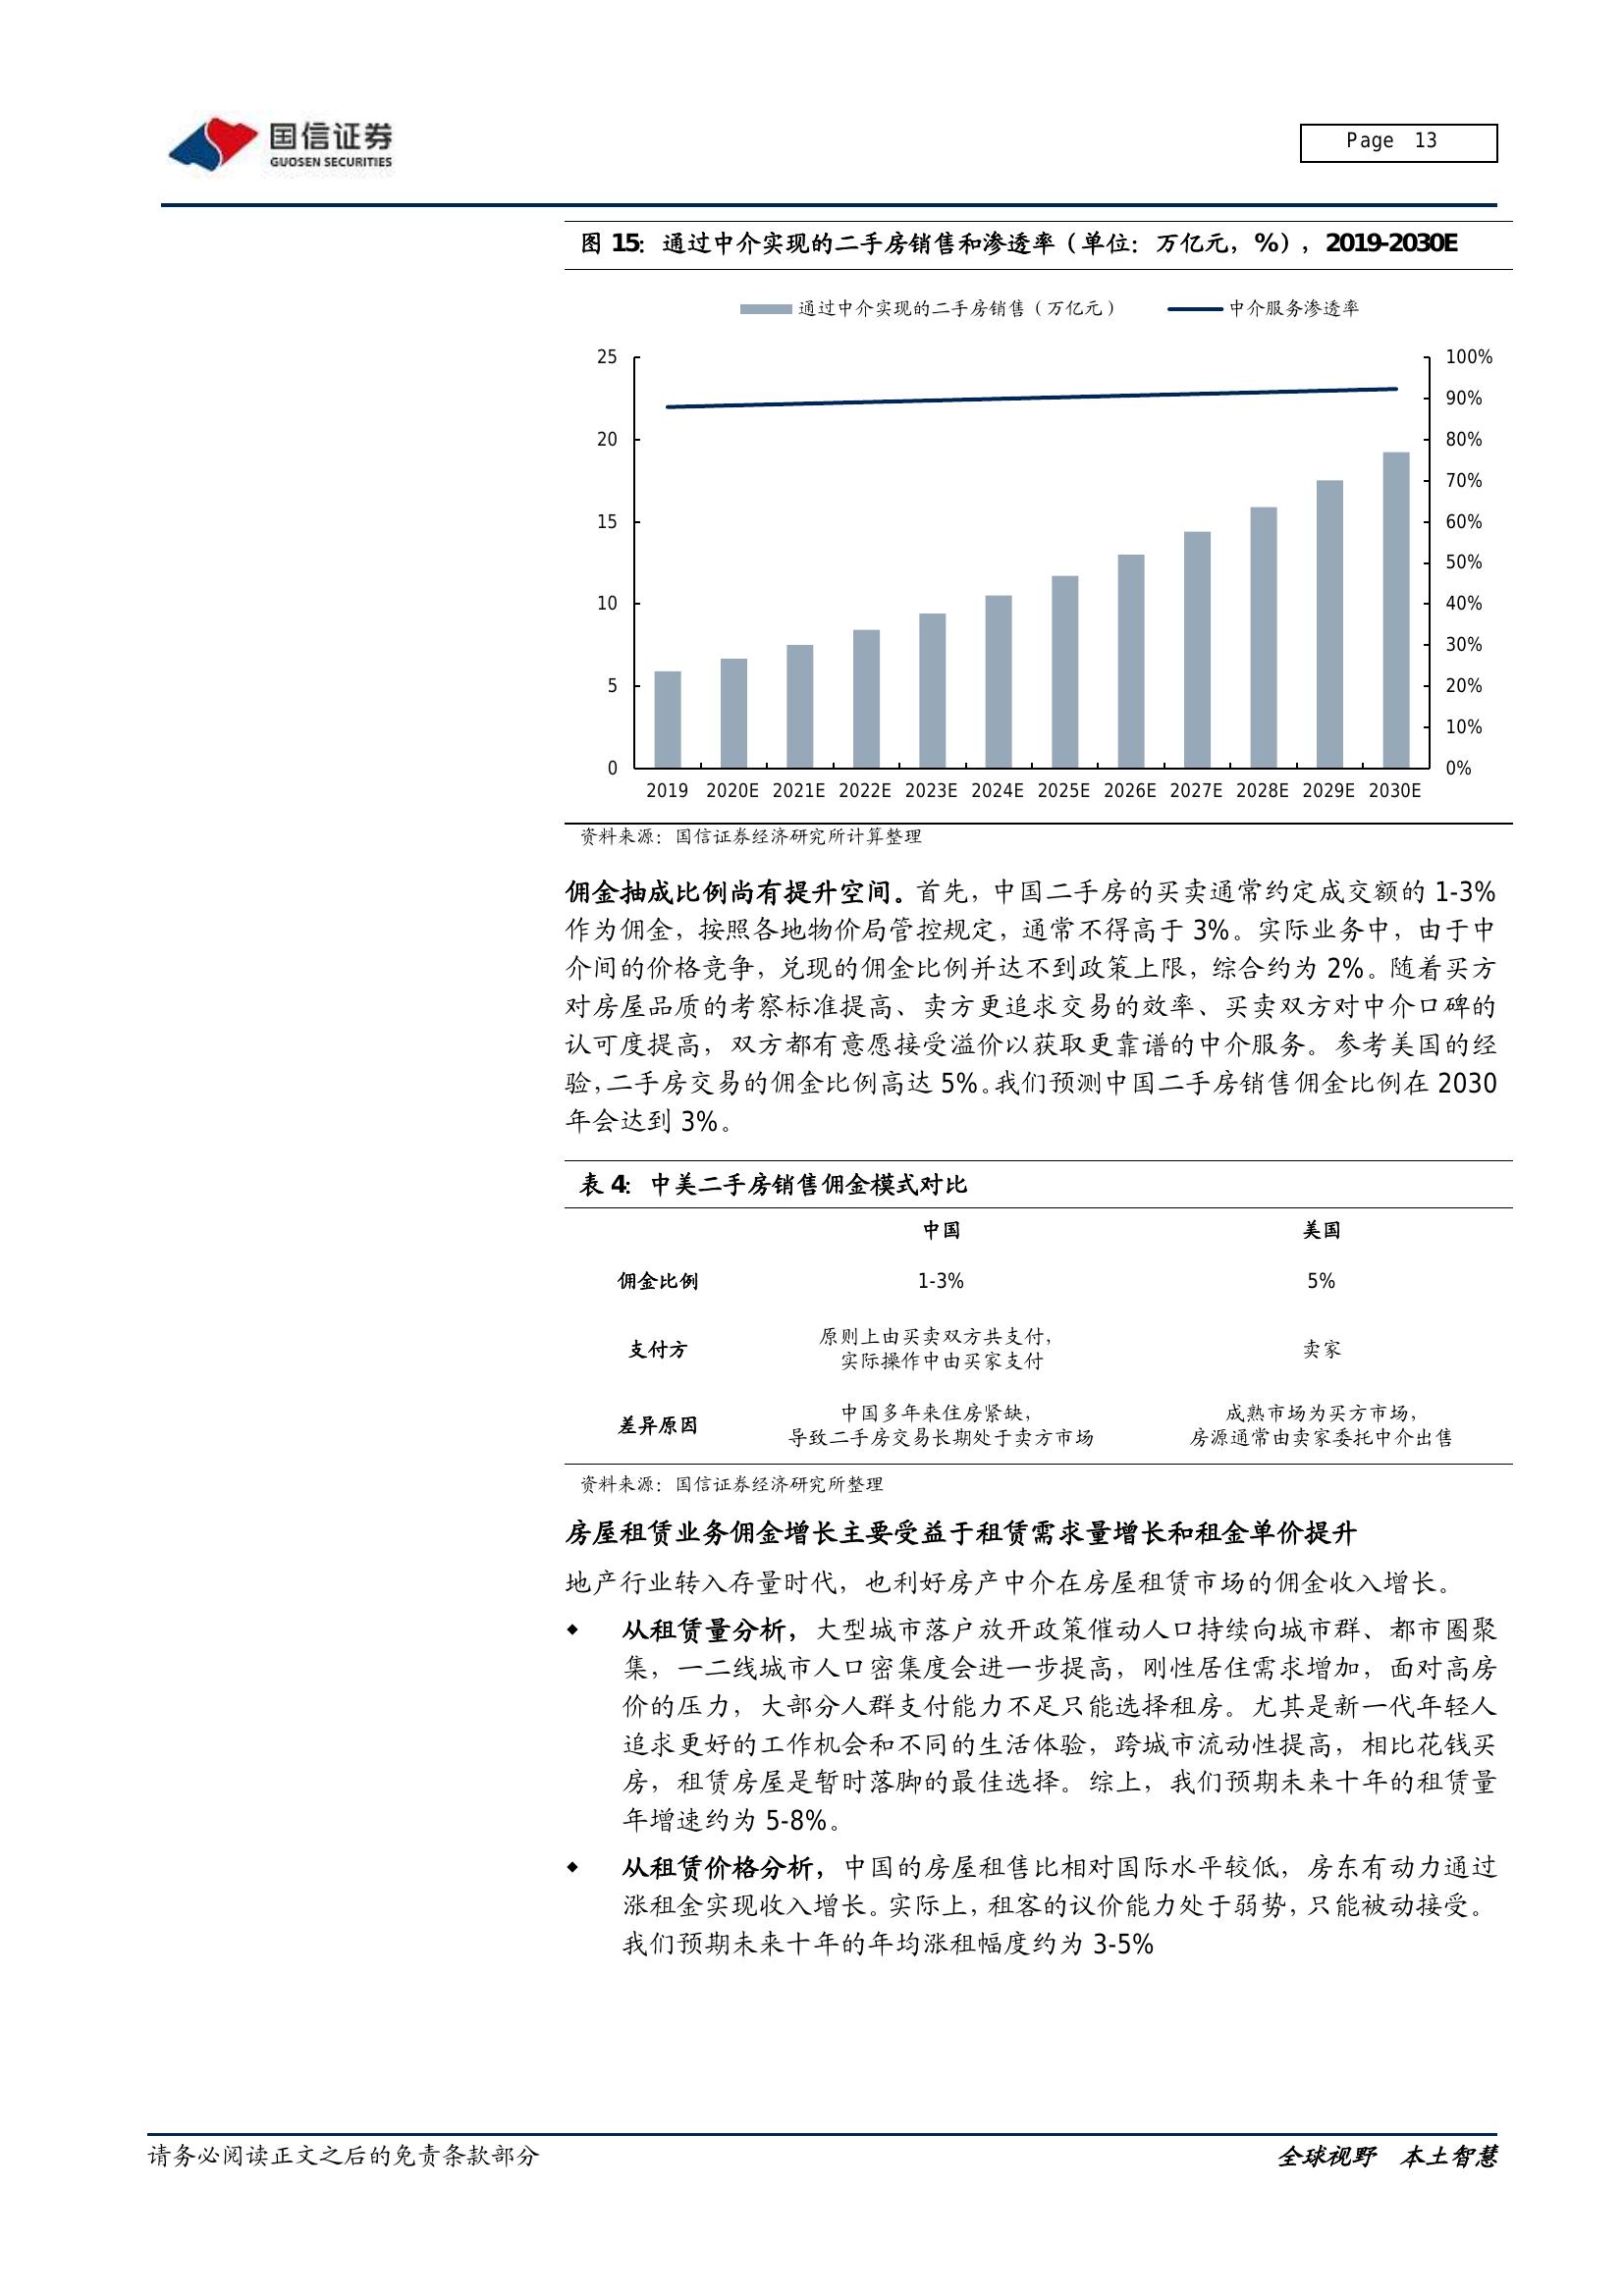 国信证券
GUOSEN SECURITIES
Page 13
图 15：通过中介实现的二手房销售和渗透率（单位：万亿元，%），2019-2030E
通过中介实现的二手房销售（万亿元）
中介服务渗透率
25
20
15
10
5
0
100%
90%
80%
70%
60%
50%
40%
30%
20%
10%
0%
2019 2020E 2021E 2022E 2023E 2024E 2025E 2026E 2027E 2028E 2029E 2030E
资料来源：国信证券经济研究所计算整理
佣金抽成比例尚有提升空间。首先，中国二手房的买卖通常约定成交额的 1-3%
作为佣金，按照各地物价局管控规定，通常不得高于 3%。实际业务中，由于中
介间的价格竞争，兑现的佣金比例并达不到政策上限，综合约为 2%。随着买方
对房屋品质的考察标准提高、卖方更追求交易的效率、买卖双方对中介口碑的
认可度提高，双方都有意愿接受溢价以获取更靠谱的中介服务。参考美国的经
验，二手房交易的佣金比例高达 5%。我们预测中国二手房销售佣金比例在 2030
年会达到 3%。
表 4：中美二手房销售佣金模式对比
中国 美国
佣金比例 1-3% 5%
支付方 原则上由买卖双方共支付，
实际操作中由买家支付 卖家
差异原因 中国多年来住房紧缺，
导致二手房交易长期处于卖方市场
成熟市场为买方市场，
房源通常由卖家委托中介出售
资料来源：国信证券经济研究所整理
房屋租赁业务佣金增长主要受益于租赁需求量增长和租金单价提升
地产行业转入存量时代，也利好房产中介在房屋租赁市场的佣金收入增长。
◆ 从租赁量分析，大型城市落户放开政策催动人口持续向城市群、都市圈聚
集，一二线城市人口密集度会进一步提高，刚性居住需求增加，面对高房
价的压力，大部分人群支付能力不足只能选择租房。尤其是新一代年轻人
追求更好的工作机会和不同的生活体验，跨城市流动性提高，相比花钱买
房，租赁房屋是暂时落脚的最佳选择。综上，我们预期未来十年的租赁量
年增速约为 5-8%。
◆ 从租赁价格分析，中国的房屋租售比相对国际水平较低，房东有动力通过
涨租金实现收入增长。实际上，租客的议价能力处于弱势，只能被动接受。
我们预期未来十年的年均涨租幅度约为 3-5%
请务必阅读正文之后的免责条款部分
全球视野 本土智慧